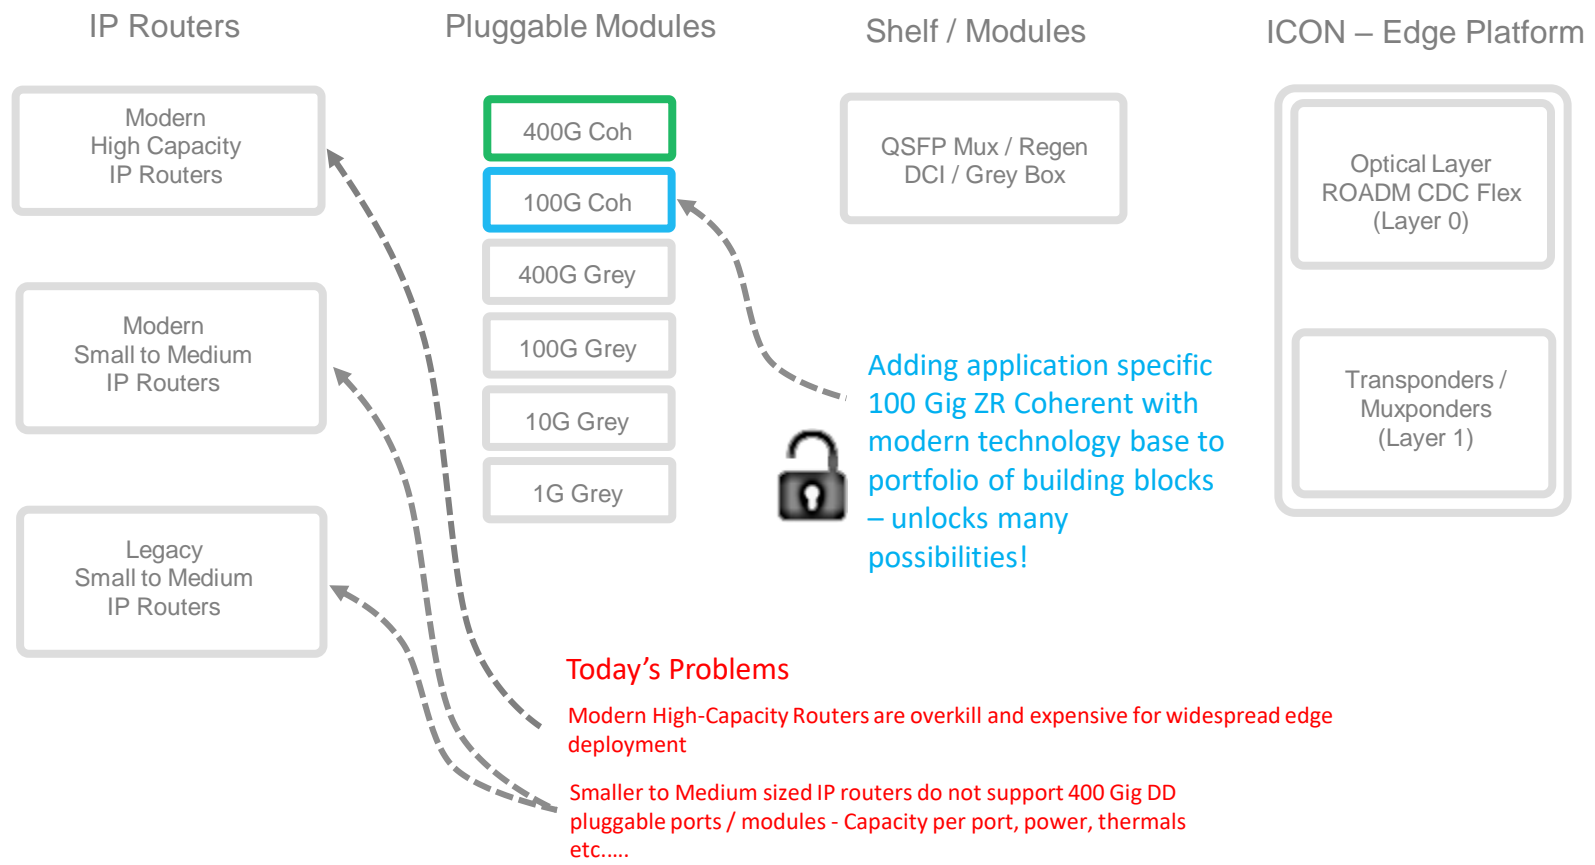 IP Routers
Pluggable Modules
Shelf / Modules
ICON – Edge Platform
Modern
High Capacity
IP Routers
Modern
Small to Medium
IP Routers
Legacy
Small to Medium
IP Routers
400G Coh
100G Coh
400G Grey
100G Grey
10G Grey
1G Grey
QSFP Mux / Regen
DCI / Grey Box
Optical Layer
ROADM CDC Flex
(Layer 0)
Transponders /
Muxponders
(Layer 1)
Adding application specific
100 Gig ZR Coherent with
modern technology base to
portfolio of building blocks
– unlocks many
possibilities!
Today’s Problems
Modern High-Capacity Routers are overkill and expensive for widespread edge
deployment
Smaller to Medium sized IP routers do not support 400 Gig DD
pluggable ports / modules - Capacity per port, power, thermals
etc.....